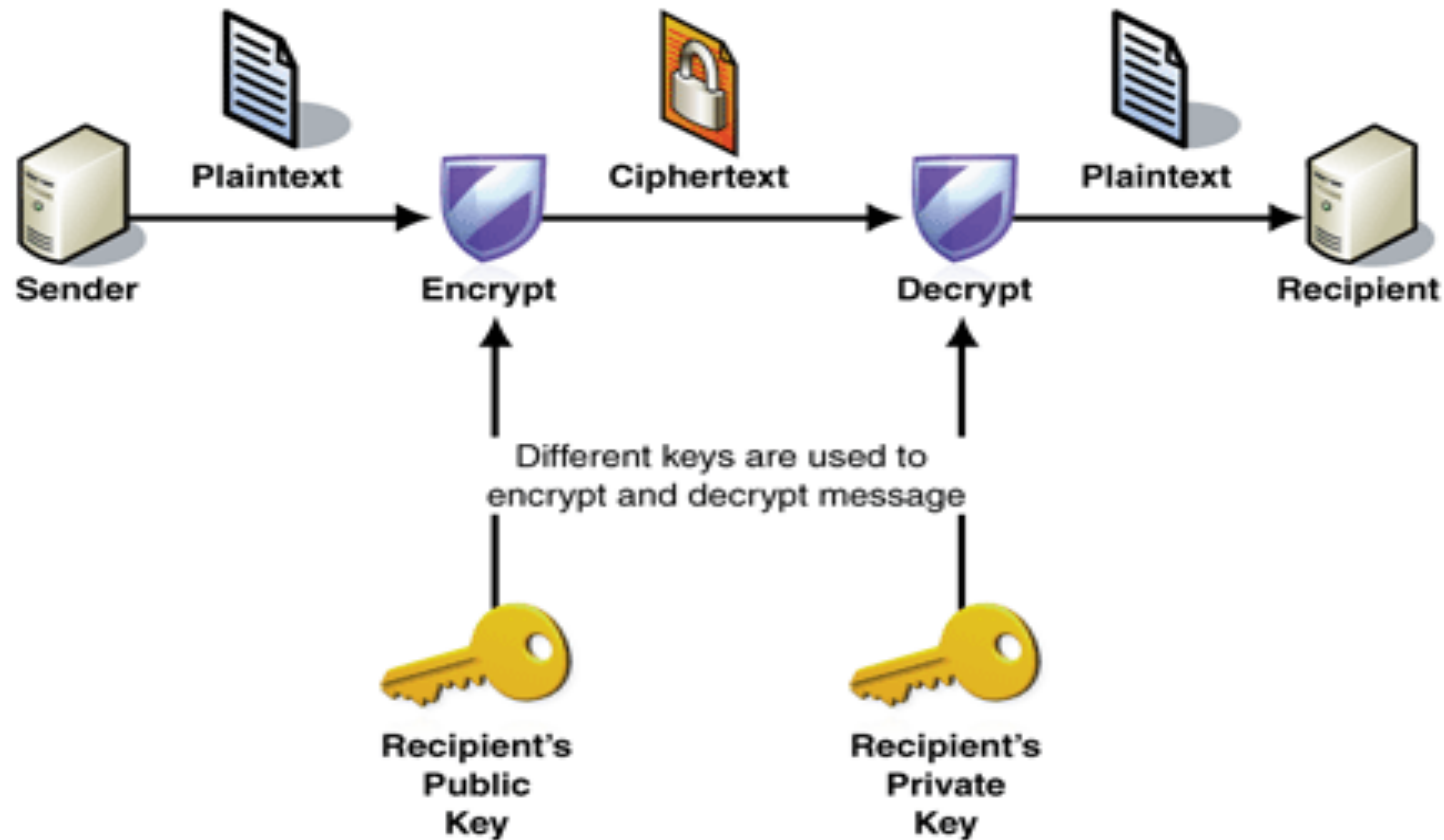 Plaintext
Ciphertext
Plaintext
Sender
Encrypt
Decrypt
Recipient
Different keys are used to
encrypt and decrypt message
Recipient's
Public
Key
Recipient's
Private
Key